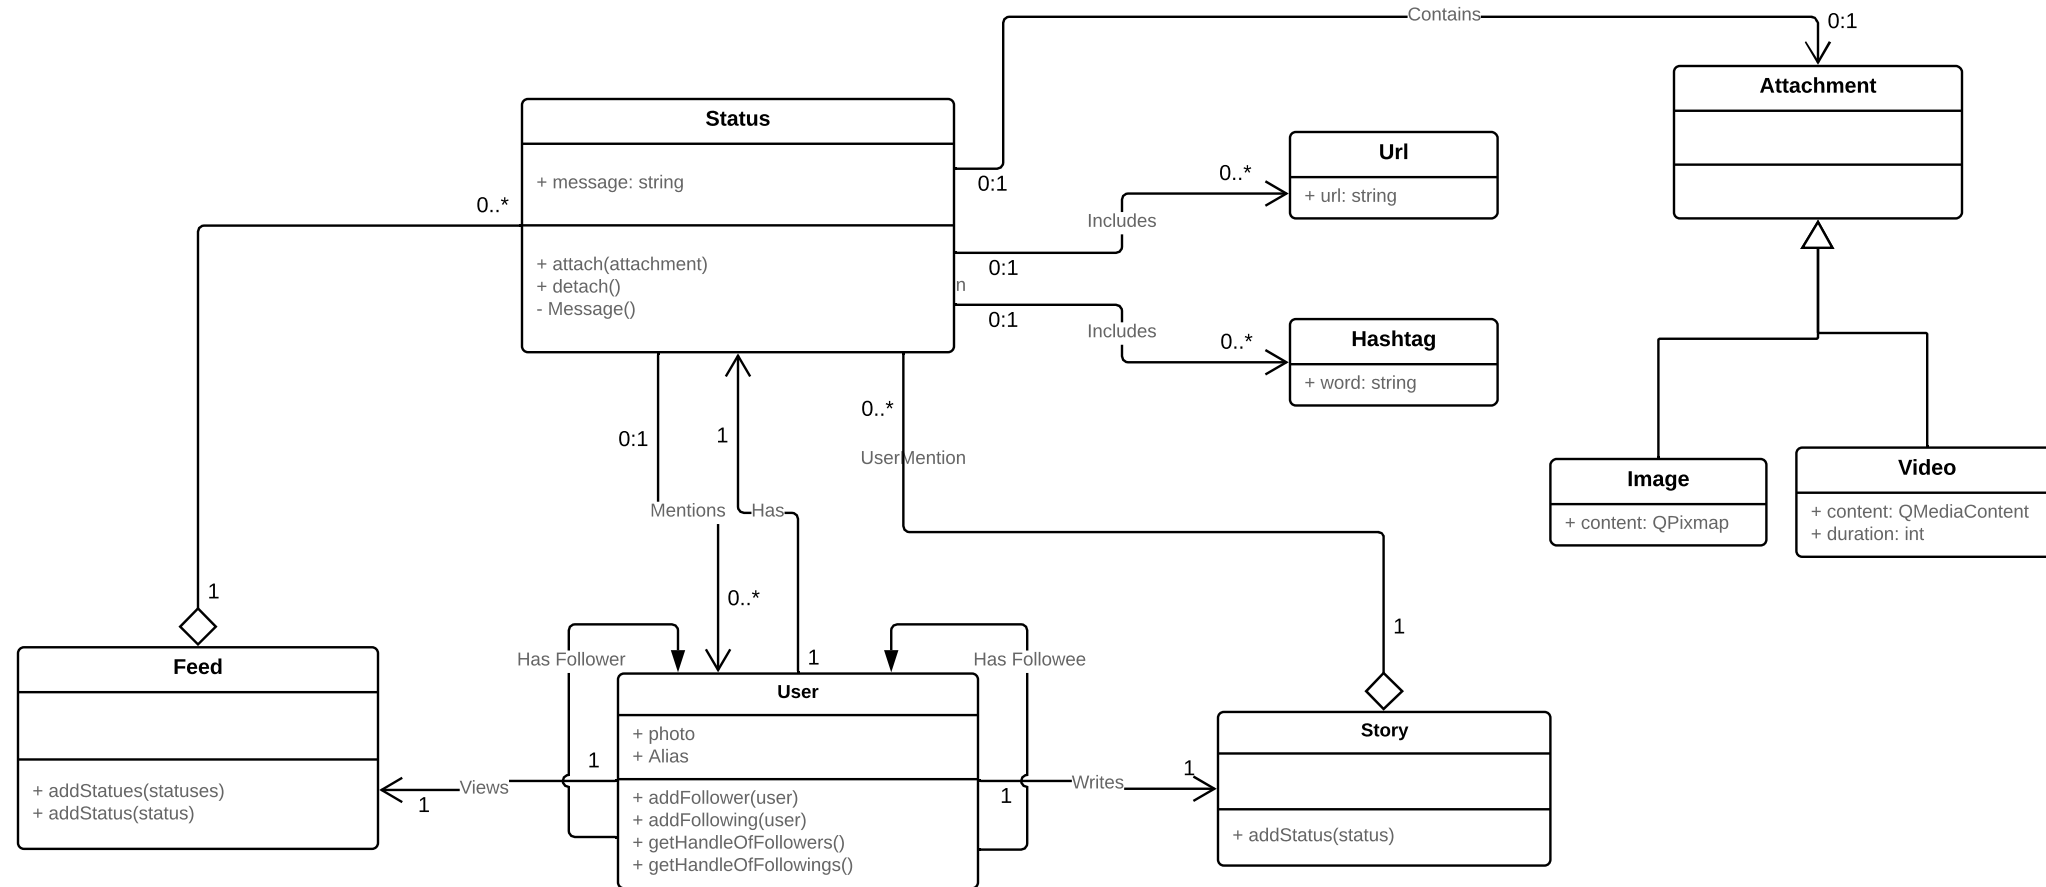 Contains
0:1
Attachment
Status
+ message: string
0:1
Url
+ url: string
0..*
Includes
0:1
0..*
+ attach(attachment)
+ detach()
- Message()
n
0:1
Includes
0..*
Hashtag
+ word: string
0:1
1
0..*
UserMention
Mentions
Has
Image
+ content: QPixmap
Video
+ content: QMediaContent
+ duration: int
1
0..*
1
1
Feed
+ addStatues(statuses)
+ addStatus(status)
Has Follower
Has Followee
User
+ photo
+ Alias
+ addFollower(user)
+ addFollowing(user)
+ getHandleOfFollowers()
+ getHandleOfFollowings()
1
Views
1
1
Writes
1
Story
+ addStatus(status)